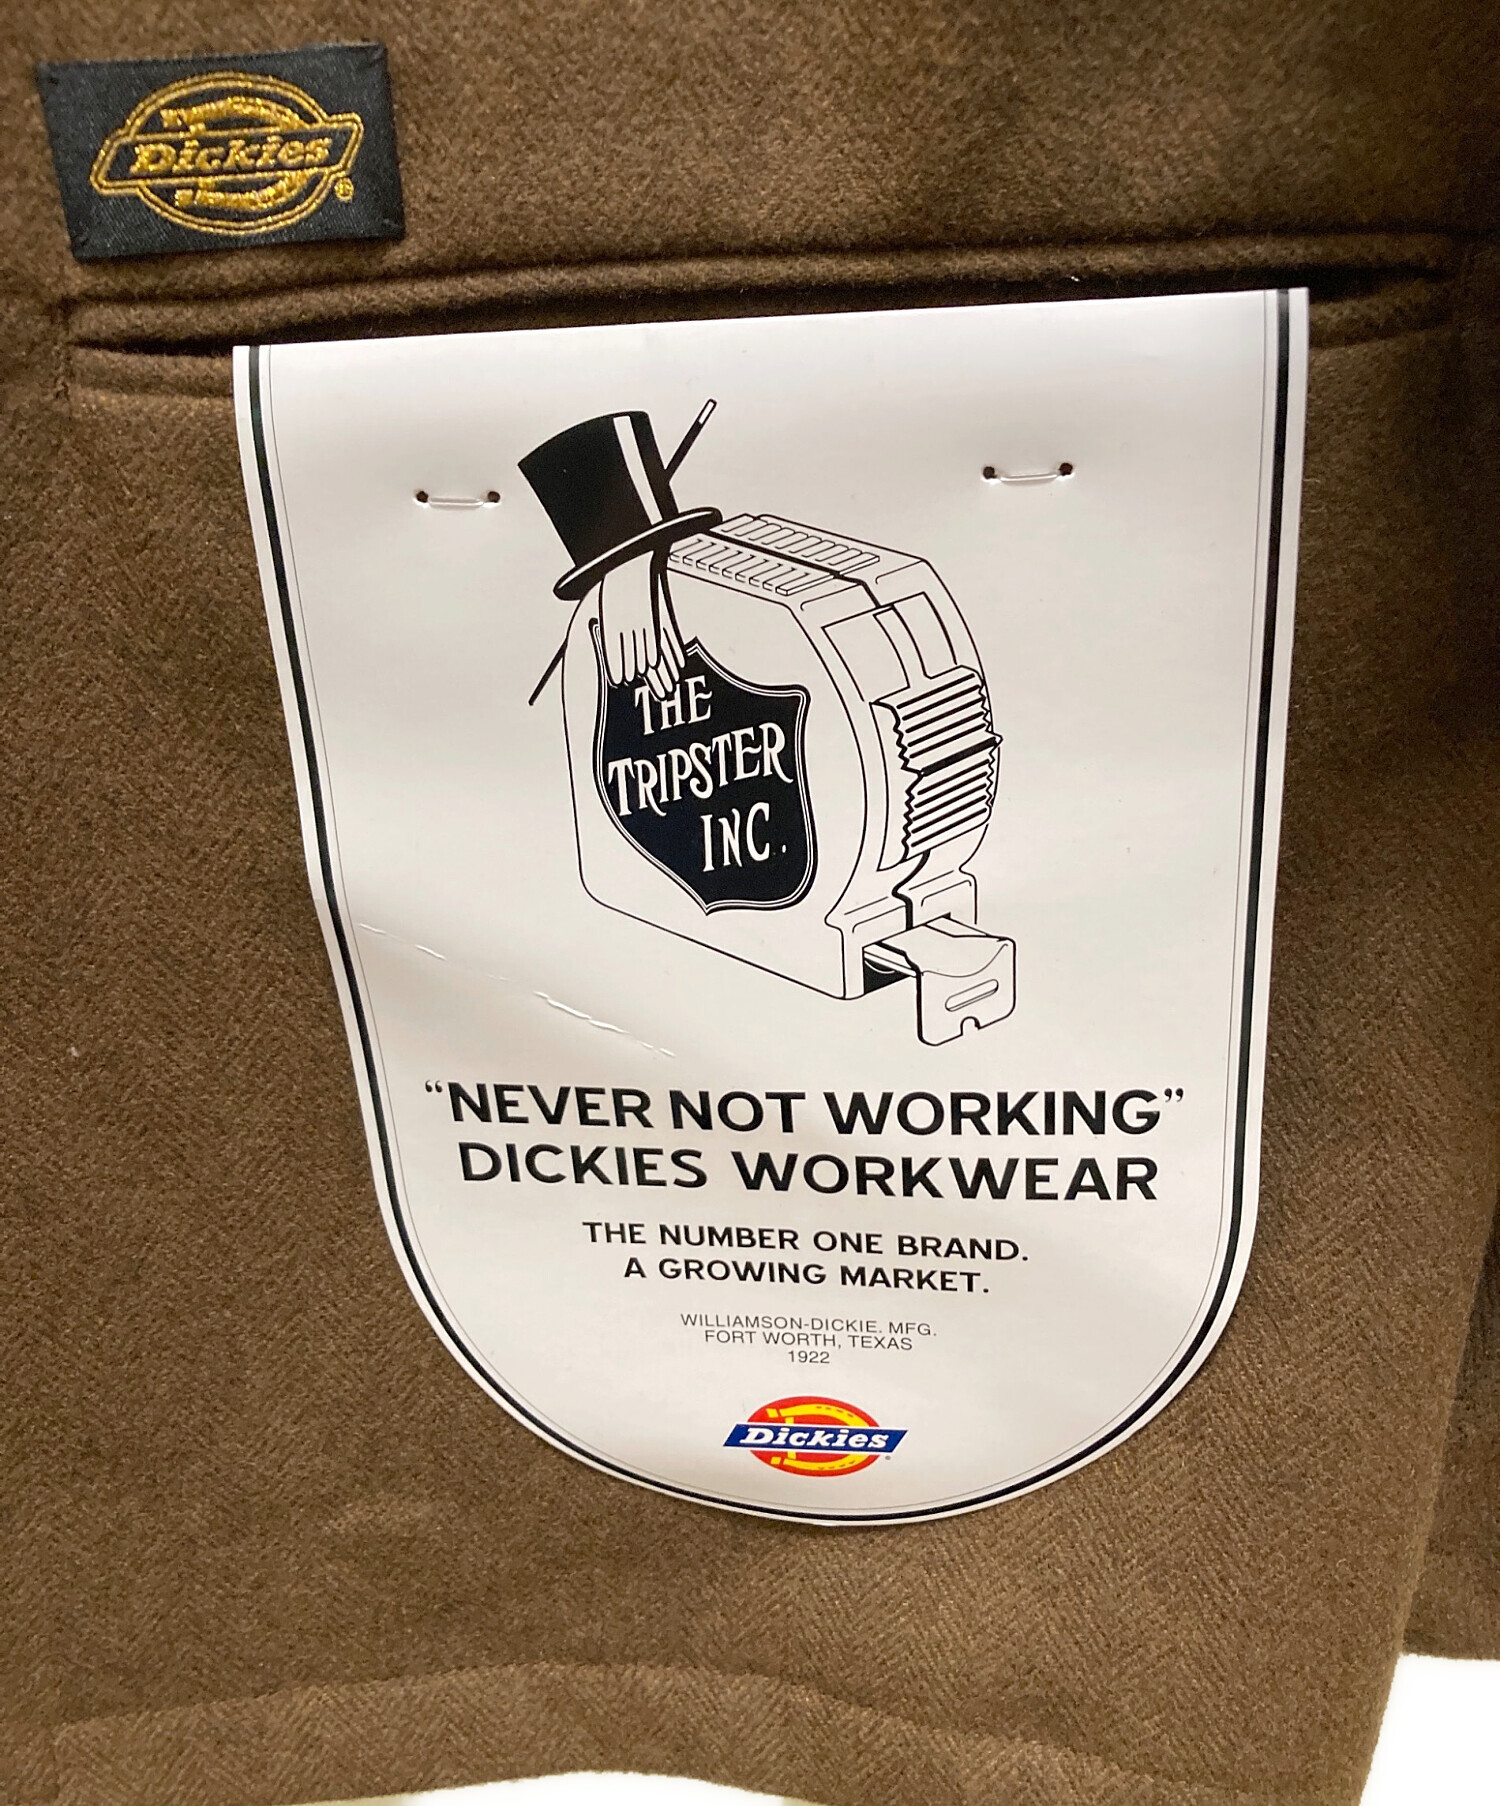 Dickies
®
THE
TRIPSTER
INC.
“NEVER NOT WORKING”
DICKIES WORKWEAR
THE NUMBER ONE BRAND.
A GROWING MARKET.
WILLIAMSON-DICKIE. MFG.
FORT WORTH, TEXAS
1922
Dickies